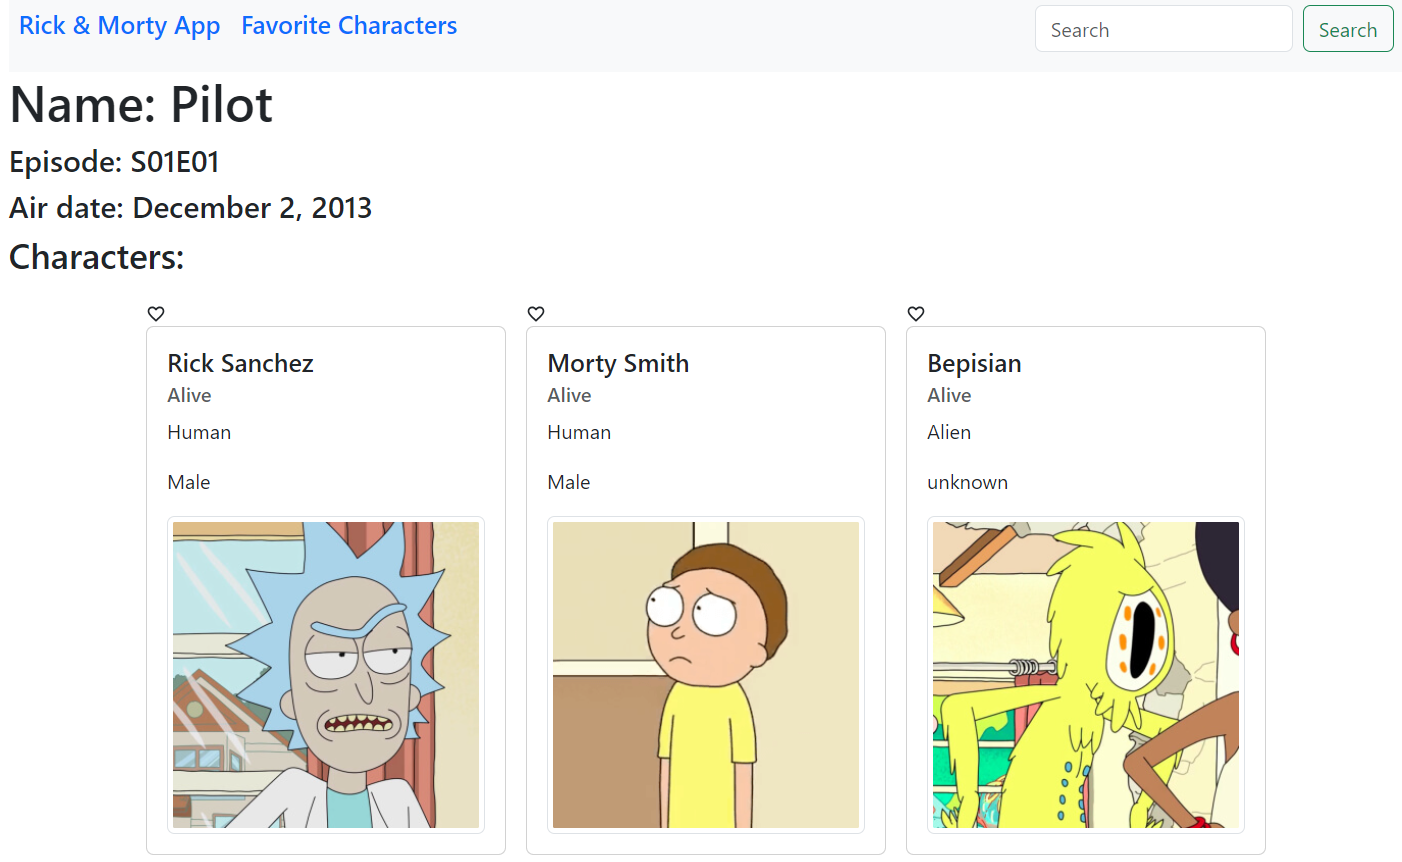 Rick & Morty App Favorite Characters Search Search
Name: Pilot
Episode: S01E01
Air date: December 2, 2013
Characters:
Rick Sanchez
Alive
Human
Male
Morty Smith
Alive
Human
Male
Bepisian
Alive
Alien
unknown